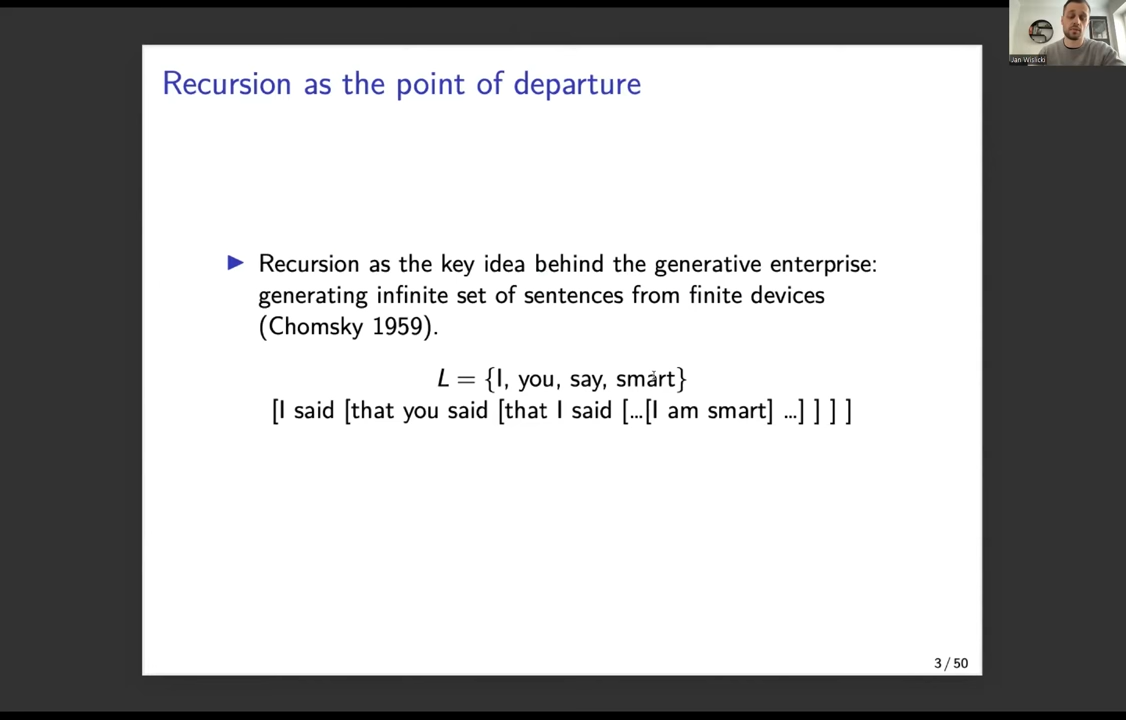 Jan Wislicki
Recursion as the point of departure
▶ Recursion as the key idea behind the generative enterprise:
generating infinite set of sentences from finite devices
(Chomsky 1959).
L = {I, you, say, smart}
[I said [that you said [that I said [...[I am smart] ...] ] ] ]
3 / 50